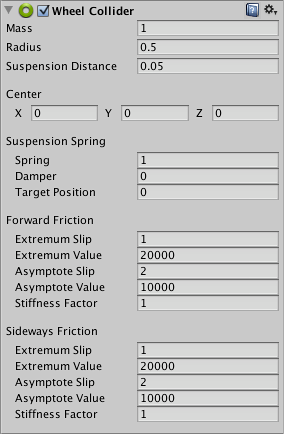 Wheel Collider
Mass 1
Radius 0.5
Suspension Distance 0.05
Center
X 0 Y 0 Z 0
Suspension Spring
Spring 1
Damper 0
Target Position 0
Forward Friction
Extremum Slip 1
Extremum Value 20000
Asymptote Slip 2
Asymptote Value 10000
Stiffness Factor 1
Sideways Friction
Extremum Slip 1
Extremum Value 20000
Asymptote Slip 2
Asymptote Value 10000
Stiffness Factor 1